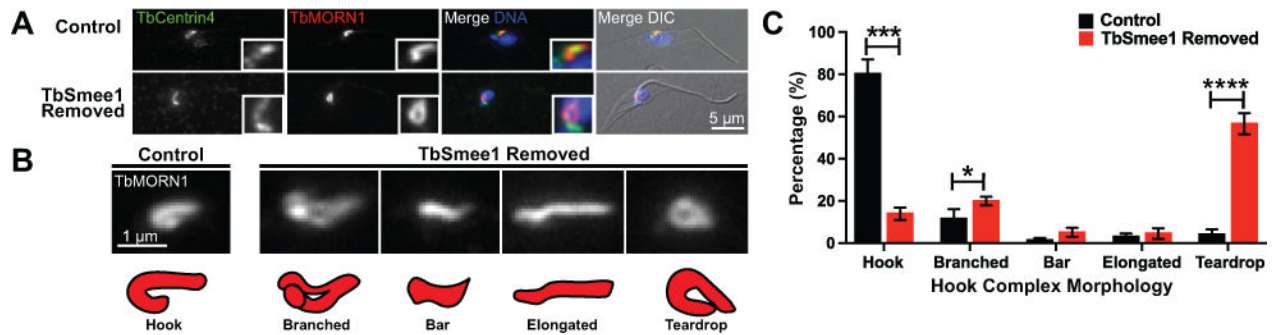 A
TbCentrin4
TbMORN1
Merge DNA
Merge DIC
Control
TbSmee1
Removed
5 µm
B
Control
TbSmee1 Removed
TbMORN1
1 µm
Hook
Branched
Bar
Elongated
Teardrop
C
Control
TbSmee1 Removed
***
*
****
Percentage (%)
100
80
60
40
20
0
Hook
Branched
Bar
Elongated
Teardrop
Hook Complex Morphology